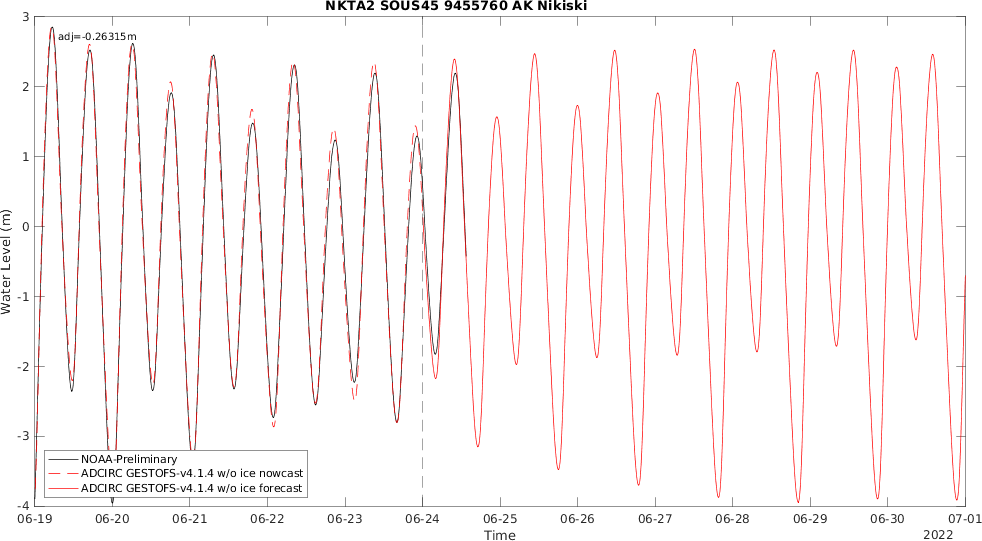 NKTA2 SOUS45 9455760 AK Nikiski
adj=-0.26315m
Water Level (m)
3
2
1
0
-1
-2
-3
-4
NOAA-Preliminary
ADCIRC GESTOFS-v4.1.4 w/o ice nowcast
ADCIRC GESTOFS-v4.1.4 w/o ice forecast
06-19 06-20 06-21 06-22 06-23 06-24 06-25 06-26 06-27 06-28 06-29 06-30 07-01
Time
2022